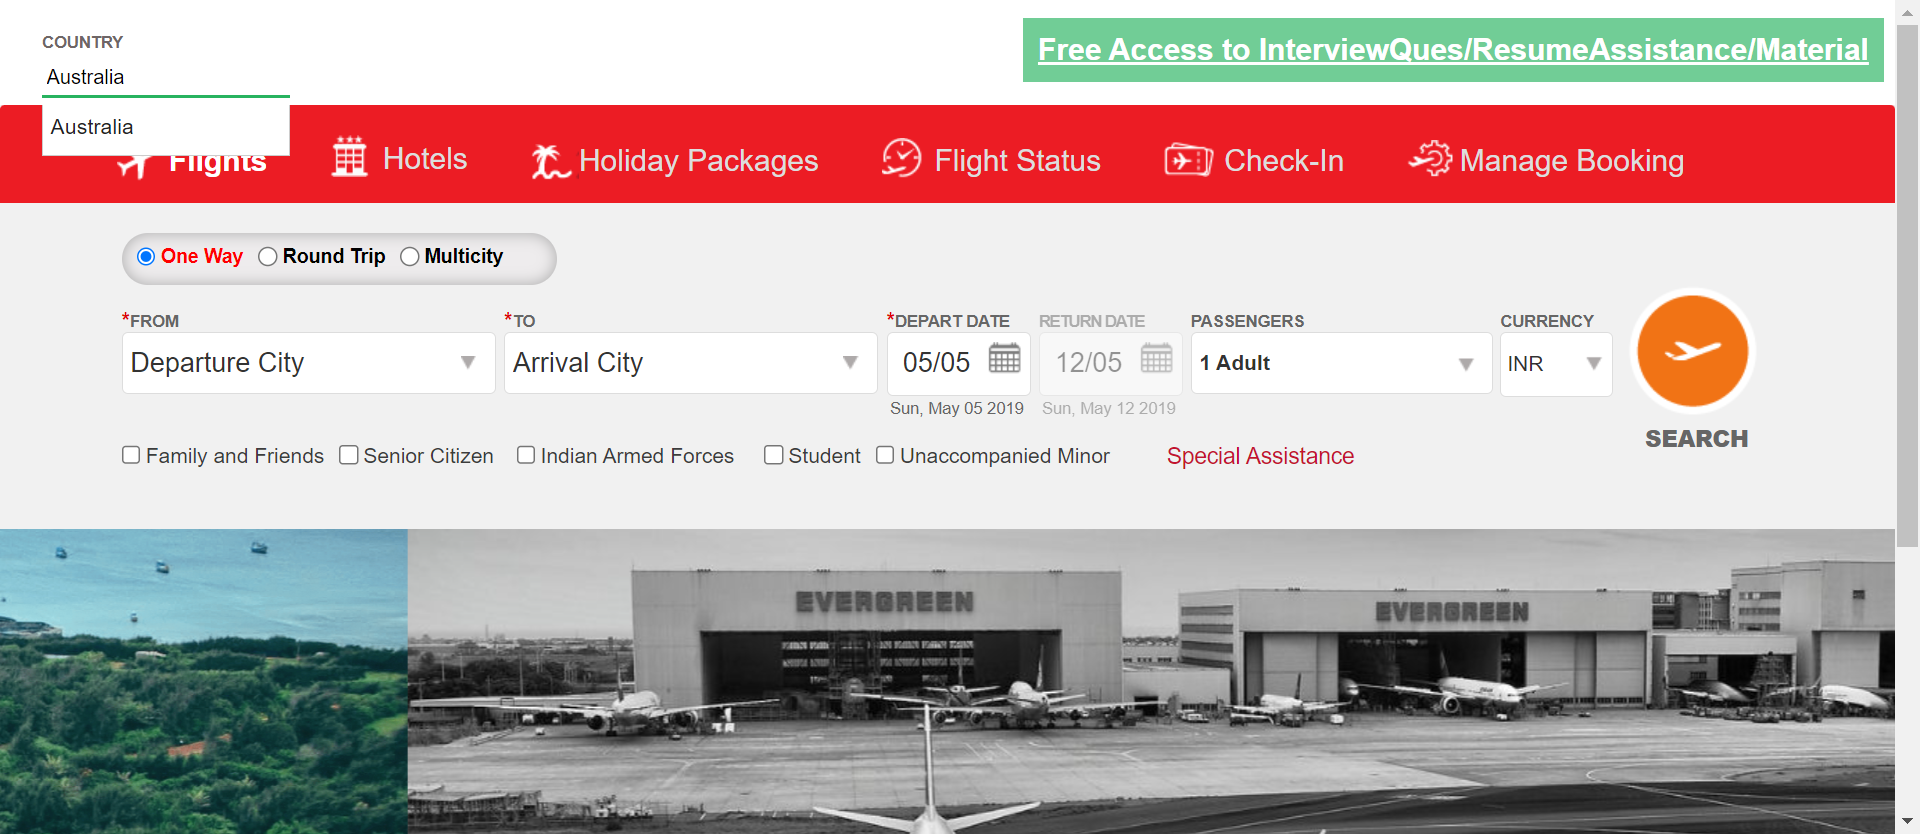 COUNTRY
Australia
Australia
Free Access to InterviewQues/ResumeAssistance/Material
Flights
Hotels
Holiday Packages
Flight Status
Check-In
Manage Booking
One Way
Round Trip
Multicity
*FROM
*TO
*DEPART DATE
RETURN DATE
PASSENGERS
CURRENCY
Departure City
Arrival City
05/05
12/05
1 Adult
INR
Sun, May 05 2019
Sun, May 12 2019
SEARCH
Family and Friends
Senior Citizen
Indian Armed Forces
Student
Unaccompanied Minor
Special Assistance
EVERGREEN
EVERGREEN